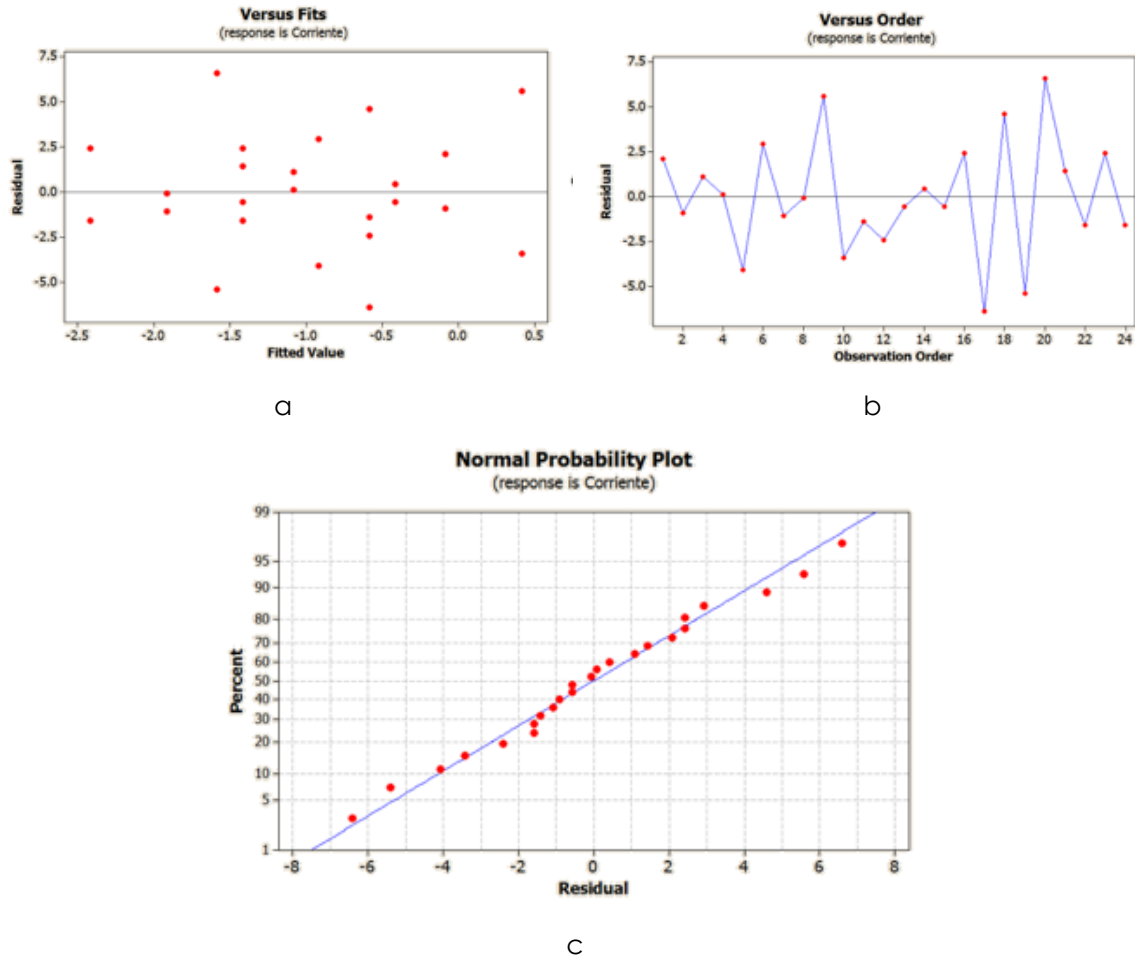 Versus Fits
(response is Corriente)
7.5
5.0
2.5
0.0
-2.5
-5.0
Residual
-2.5 -2.0 -1.5 -1.0 -0.5 0.0 0.5
Fitted Value
a
Versus Order
(response is Corriente)
7.5
5.0
2.5
0.0
-2.5
-5.0
Residual
2 4 6 8 10 12 14 16 18 20 22 24
Observation Order
b
Normal Probability Plot
(response is Corriente)
99
95
90
80
70
60
50
40
30
20
10
5
1
Percent
-8 -6 -4 -2 0 2 4 6 8
Residual
c